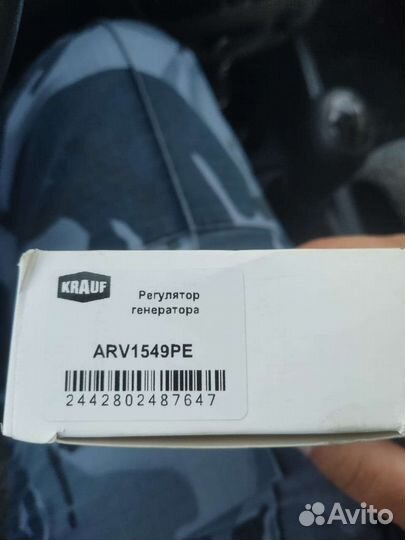 KRAUF
Регулятор
генератора
ARV1549PE
2442802487647
Avito